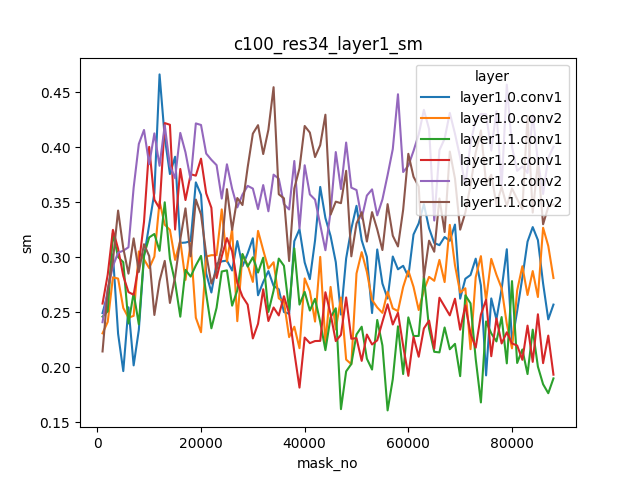 c100_res34_layer1_sm
layer
layer1.0.conv1
layer1.0.conv2
layer1.1.conv1
layer1.2.conv1
layer1.2.conv2
layer1.1.conv2
sm
0.45
0.40
0.35
0.30
0.25
0.20
0.15
0
20000
40000
60000
80000
mask_no